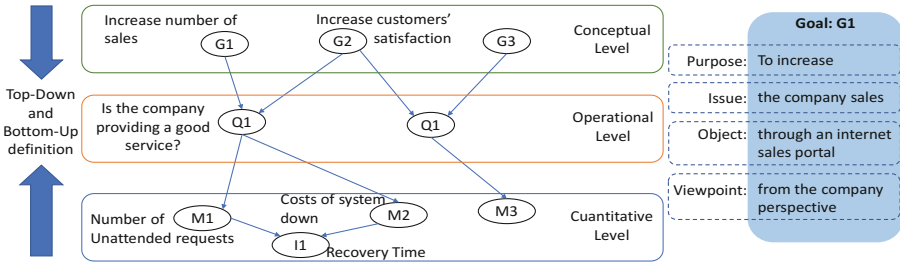 Top-Down
and
Bottom-Up
definition
Increase number of
sales
G1
Increase customers'
satisfaction
G2
G3
Conceptual
Level
Is the company
providing a good
service?
Q1
Q1
Operational
Level
Number of
Unattended requests
M1
Costs of system
down
M2
M3
I1
Recovery Time
Cuantitative
Level
Goal: G1
Purpose: To increase
Issue: the company sales
Object: through an internet
sales portal
Viewpoint: from the company
perspective